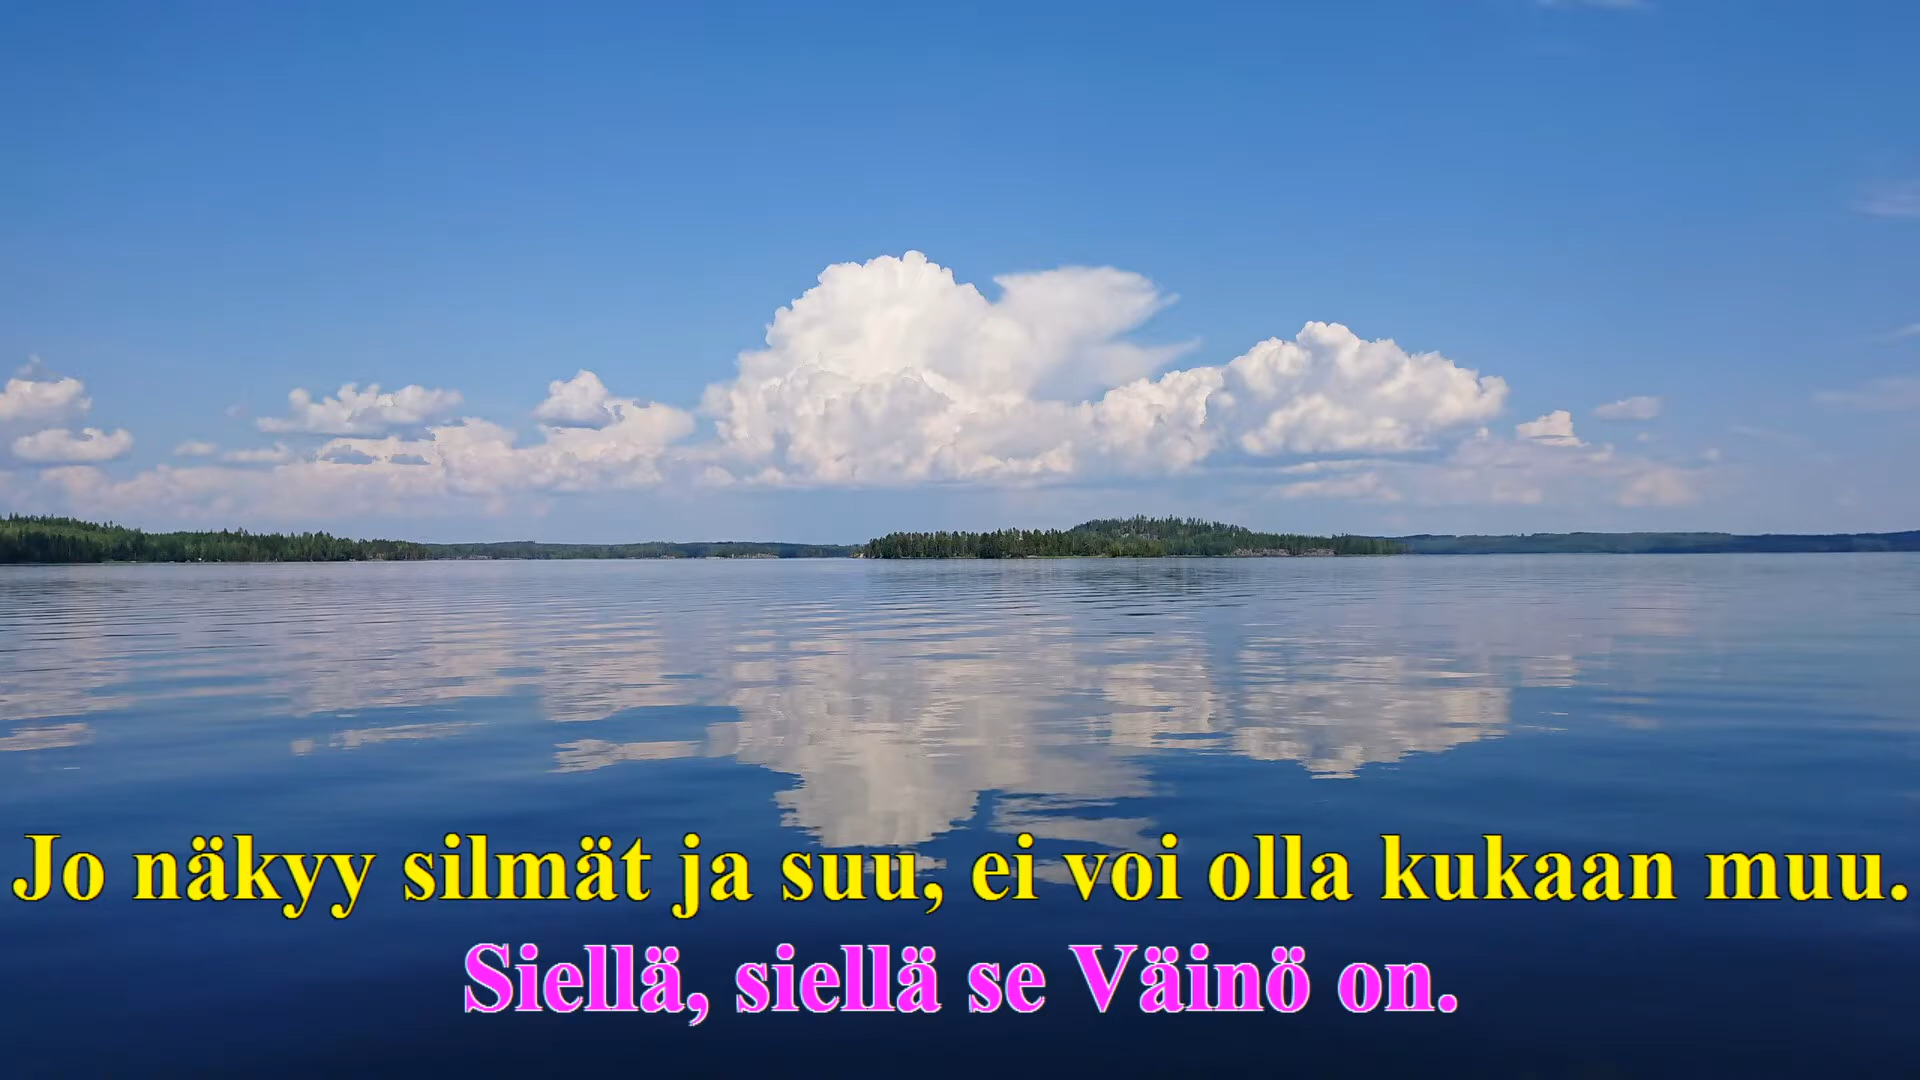 Jo näkyy silmät ja suu, ei voi olla kukaan muu.
Siellä, siellä se Väinö on.